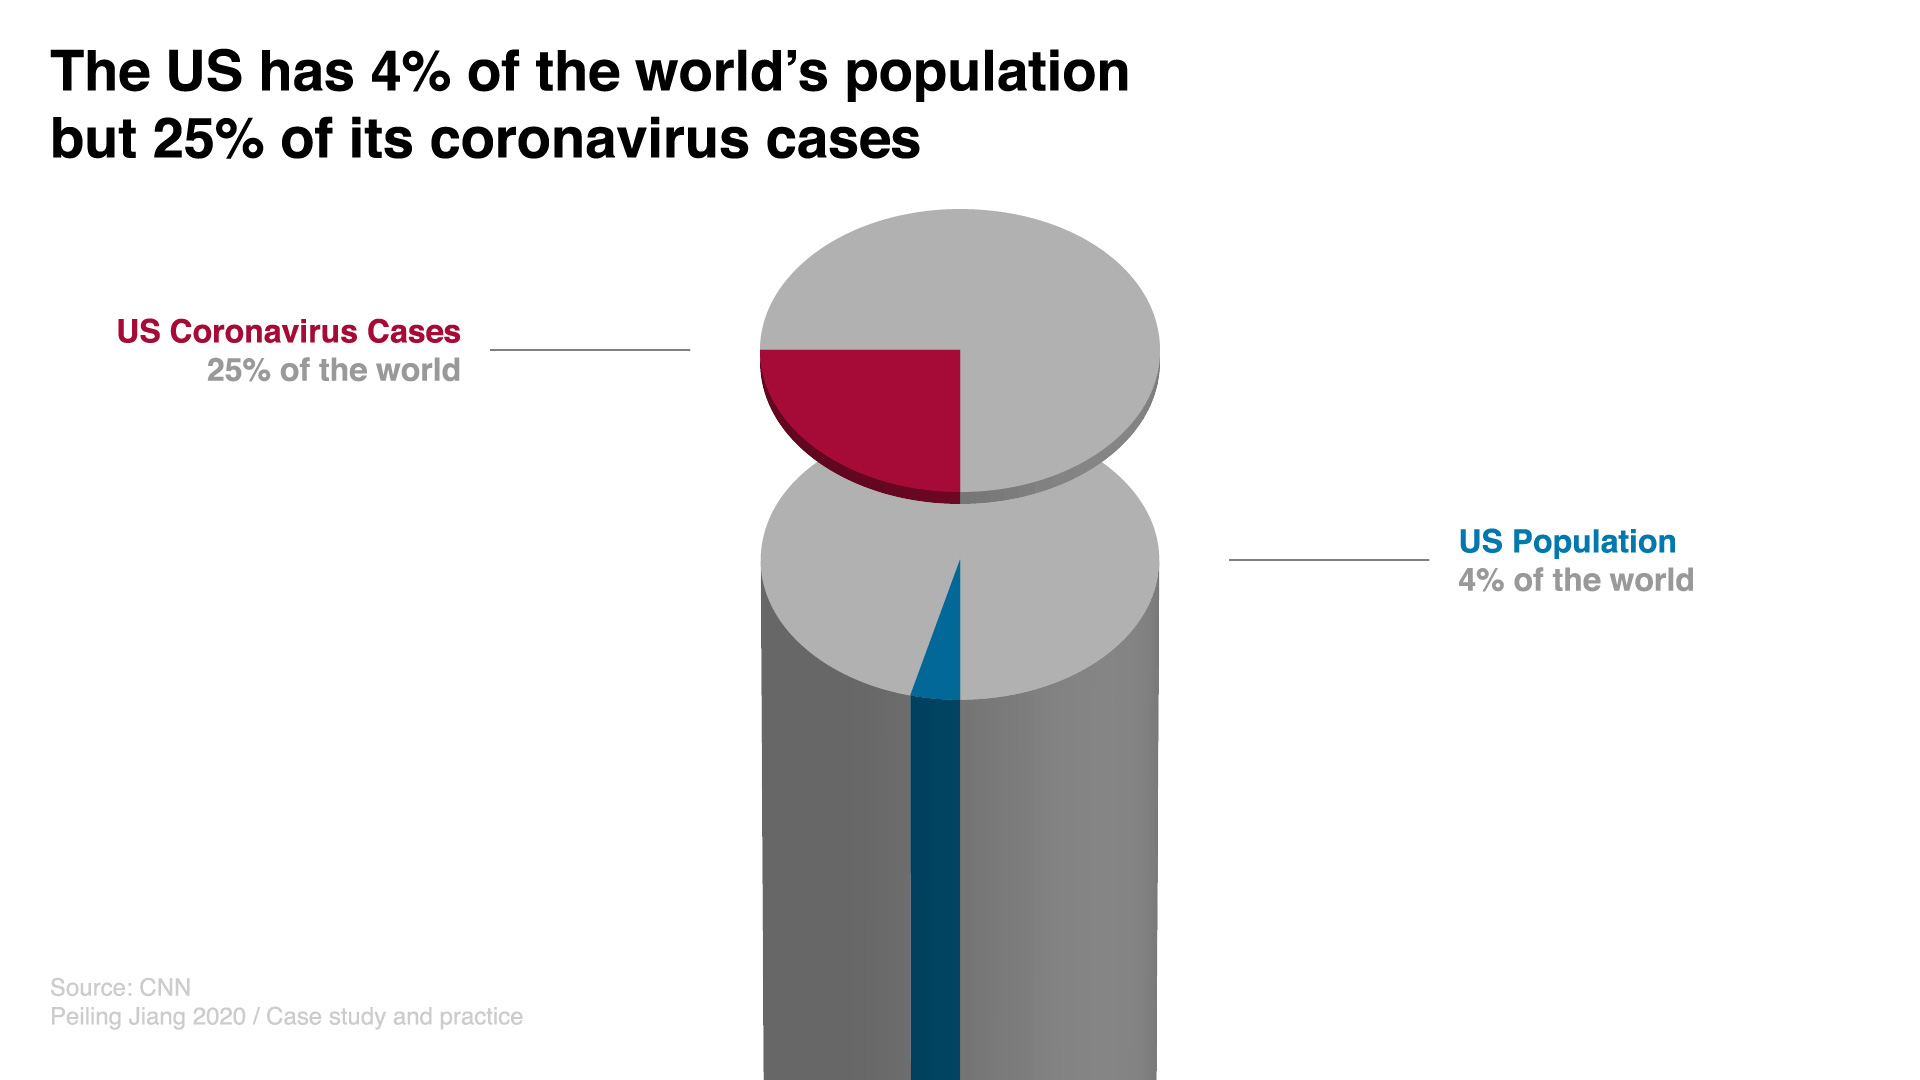 The US has 4% of the world’s population
but 25% of its coronavirus cases
US Coronavirus Cases
25% of the world
US Population
4% of the world
Source: CNN
Peiling Jiang 2020 / Case study and practice